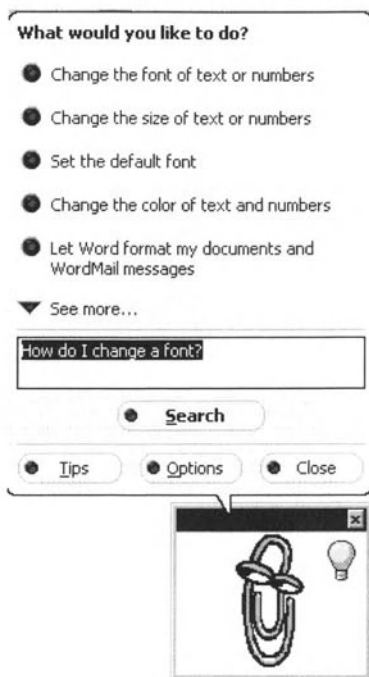 What would you like to do?
Change the font of text or numbers
Change the size of text or numbers
Set the default font
Change the color of text and numbers
Let Word format my documents and
WordMail messages
See more...
How do I change a font?
Search
Tips Options Close